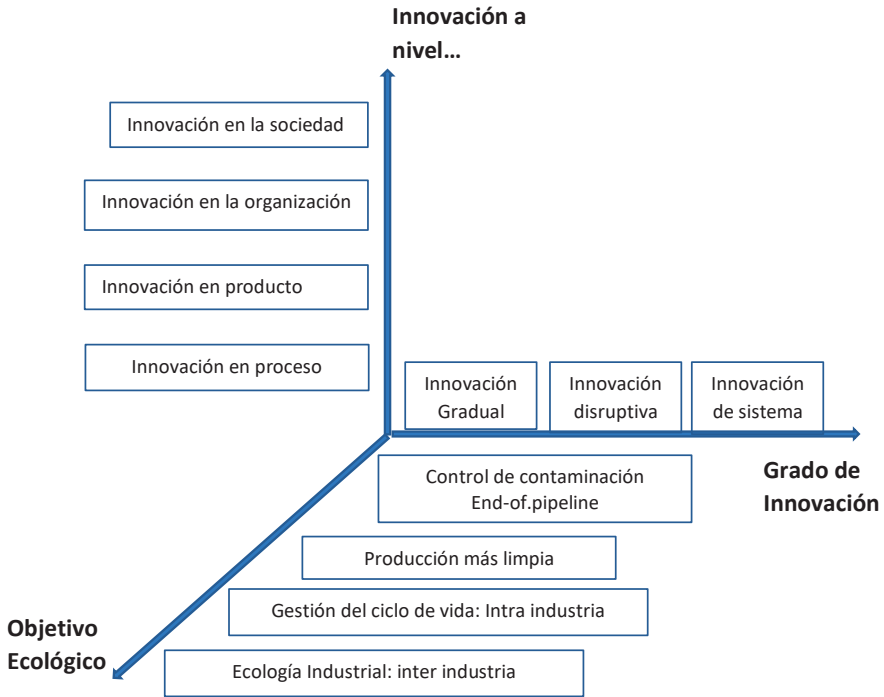 Innovación a
nivel…
Innovación en la sociedad
Innovación en la organización
Innovación en producto
Innovación en proceso
Innovación
Gradual
Innovación
disruptiva
Innovación
de sistema
Grado de
Innovación
Control de contaminación
End-of.pipeline
Producción más limpia
Gestión del ciclo de vida: Intra industria
Ecología Industrial: inter industria
Objetivo
Ecológico